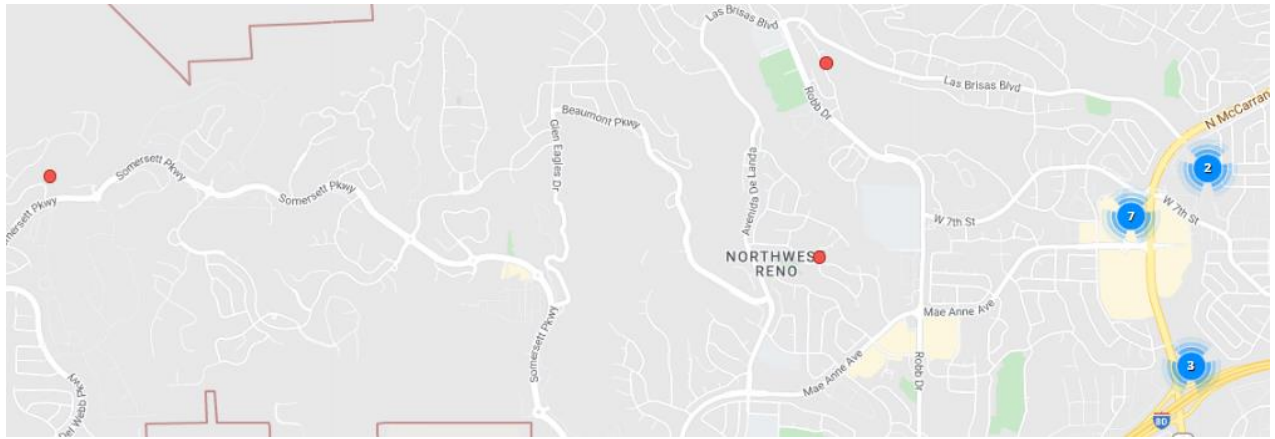 Las Brisas Blvd
Las Brisas Blvd
N McCarran
Robb Dr
Beaumont Pkwy
Glen Eagles Dr
Avenida De Landa
2
Somersett Pkwy
Somersett Pkwy
Somersett Pkwy
W 7th St
7
W 7th St
NORTHWES
RENO
Mae Anne Ave
Somersett Pkwy
Mae Anne Ave
Robb Dr
3
Del Webb Pkwy
80